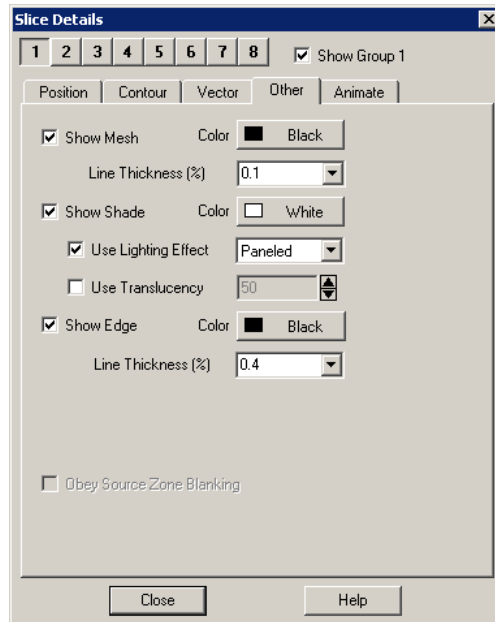 Slice Details
1 2 3 4 5 6 7 8 Show Group 1
Position Contour Vector Other Animate
Show Mesh Color Black
Line Thickness (%) 0.1
Show Shade Color White
Use Lighting Effect Paneled
Use Translucency 50
Show Edge Color Black
Line Thickness (%) 0.4
Obey Source Zone Blanking
Close Help